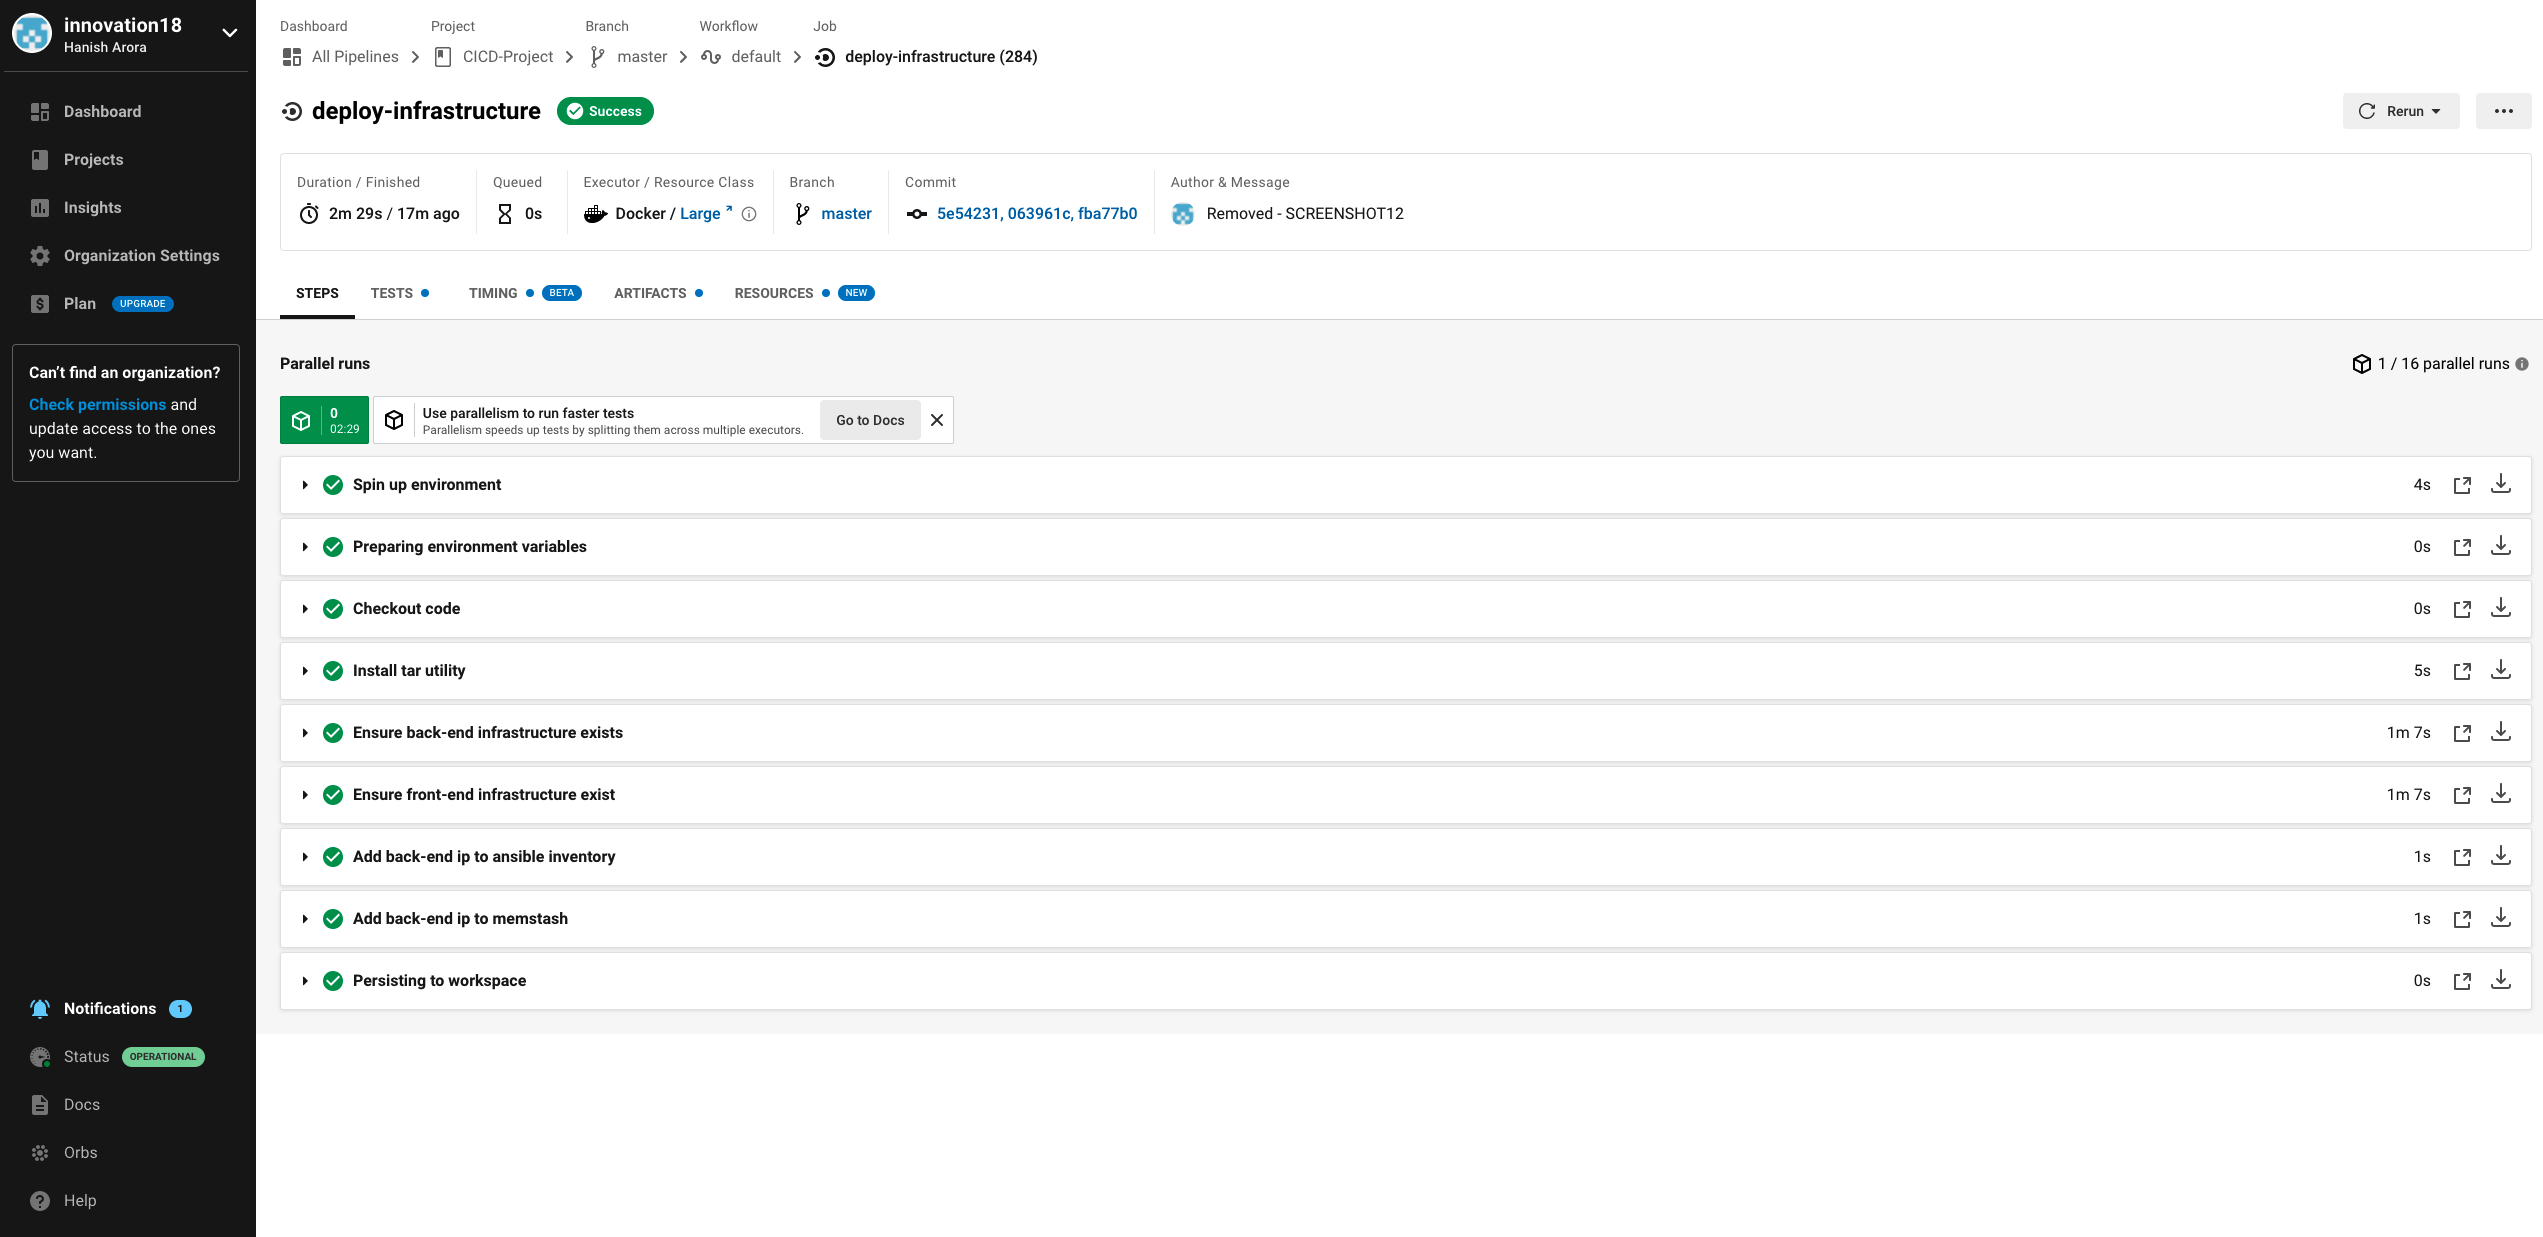 innovation18
Hanish Arora
Dashboard
Projects
Insights
Organization Settings
Plan UPGRADE
Can't find an organization?
Check permissions and
update access to the ones
you want.
Notifications 1
Status OPERATIONAL
Docs
Orbs
Help
Dashboard Project Branch Workflow Job
All Pipelines CICD-Project master default deploy-infrastructure (284)
deploy-infrastructure Success Rerun
Duration / Finished Queued Executor / Resource Class Branch Commit Author & Message
2m 29s / 17m ago 0s Docker / Large master 5e54231, 063961c, fba77b0 Removed - SCREENSHOT12
STEPS TESTS TIMING BETA ARTIFACTS RESOURCES NEW
Parallel runs 1 / 16 parallel runs
0
02:29
Use parallelism to run faster tests
Parallelism speeds up tests by splitting them across multiple executors.
Go to Docs
Spin up environment 4s
Preparing environment variables 0s
Checkout code 0s
Install tar utility 5s
Ensure back-end infrastructure exists 1m 7s
Ensure front-end infrastructure exist 1m 7s
Add back-end ip to ansible inventory 1s
Add back-end ip to memstash 1s
Persisting to workspace 0s